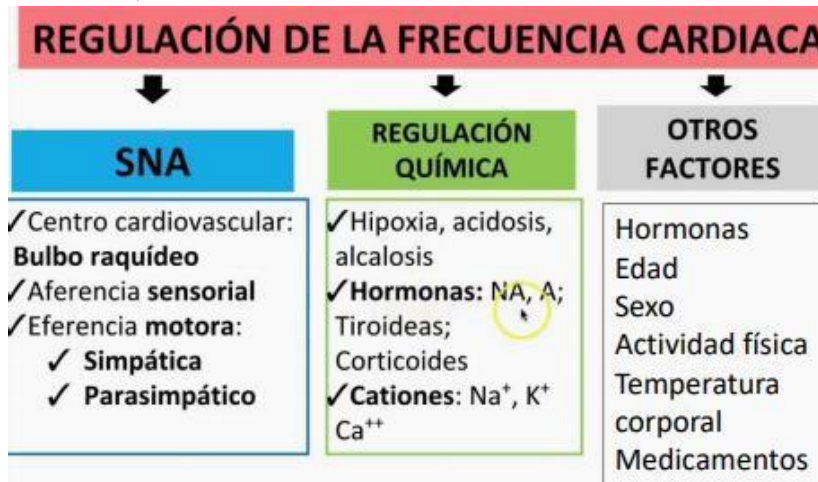 REGULACIÓN DE LA FRECUENCIA CARDIACA
SNA
✓Centro cardiovascular:
Bulbo raquídeo
✓Aferencia sensorial
✓Eferencia motora:
✓ Simpática
✓ Parasimpático
REGULACIÓN
QUÍMICA
✓Hipoxia, acidosis,
alcalosis
✓Hormonas: NA, A;
Tiroideas;
Corticoides
✓Cationes: Na⁺, K⁺
Ca⁺⁺
OTROS
FACTORES
Hormonas
Edad
Sexo
Actividad física
Temperatura
corporal
Medicamentos